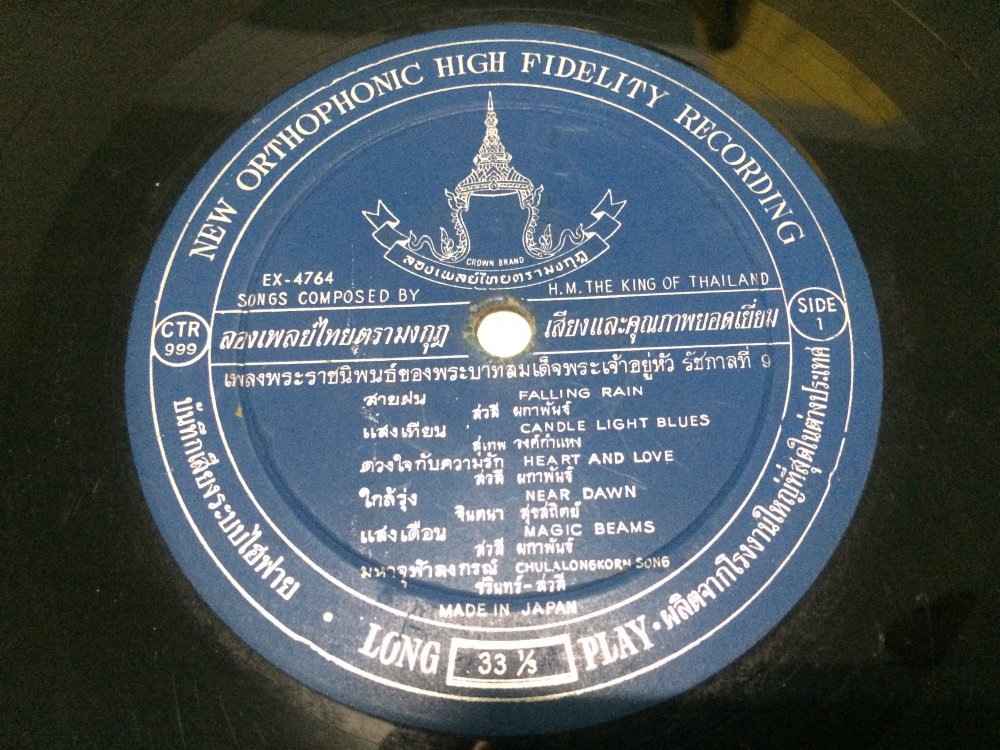 NEW ORTHOPHONIC HIGH FIDELITY RECORDING
CROWN BRAND
ลองเพลย์ไทยตรามงกุฎ
EX-4764
SONGS COMPOSED BY H.M. THE KING OF THAILAND
CTR 999
ลองเพลย์ไทยตรามงกุฎ เสียงและคุณภาพยอดเยี่ยม
SIDE 1
เพลงพระราชนิพนธ์ของพระบาทสมเด็จพระเจ้าอยู่หัว รัชกาลที่ 9
สายฝน FALLING RAIN
สวลี ผกาพันธ์
แสงเทียน CANDLE LIGHT BLUES
สุเทพ วงศ์กำแหง
ดวงใจกับความรัก HEART AND LOVE
สวลี ผกาพันธ์
ใกล้รุ่ง NEAR DAWN
จินตนา สุขสถิตย์
แสงเดือน MAGIC BEAMS
สวลี ผกาพันธ์
มหาจุฬาลงกรณ์ CHULALONGKORN SONG
ชรินทร์-สวลี
MADE IN JAPAN
บันทึกเสียงระบบไฮฟาย
LONG 33 ⅓ PLAY
ผลิตจากโรงงานใหญ่ที่สุดในต่างประเทศ